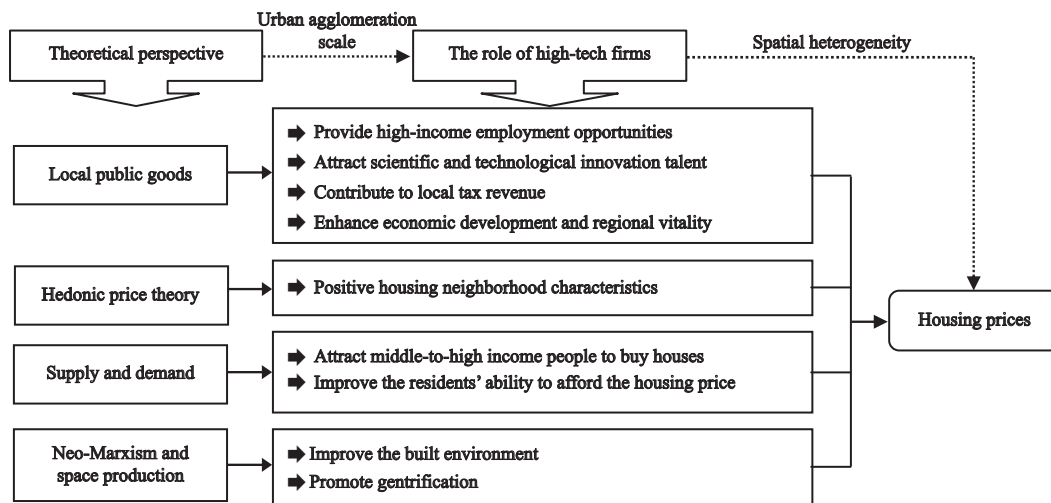 Urban agglomeration
scale
Theoretical perspective
The role of high-tech firms
Spatial heterogeneity
Local public goods
Provide high-income employment opportunities
Attract scientific and technological innovation talent
Contribute to local tax revenue
Enhance economic development and regional vitality
Hedonic price theory
Positive housing neighborhood characteristics
Housing prices
Supply and demand
Attract middle-to-high income people to buy houses
Improve the residents' ability to afford the housing price
Neo-Marxism and
space production
Improve the built environment
Promote gentrification